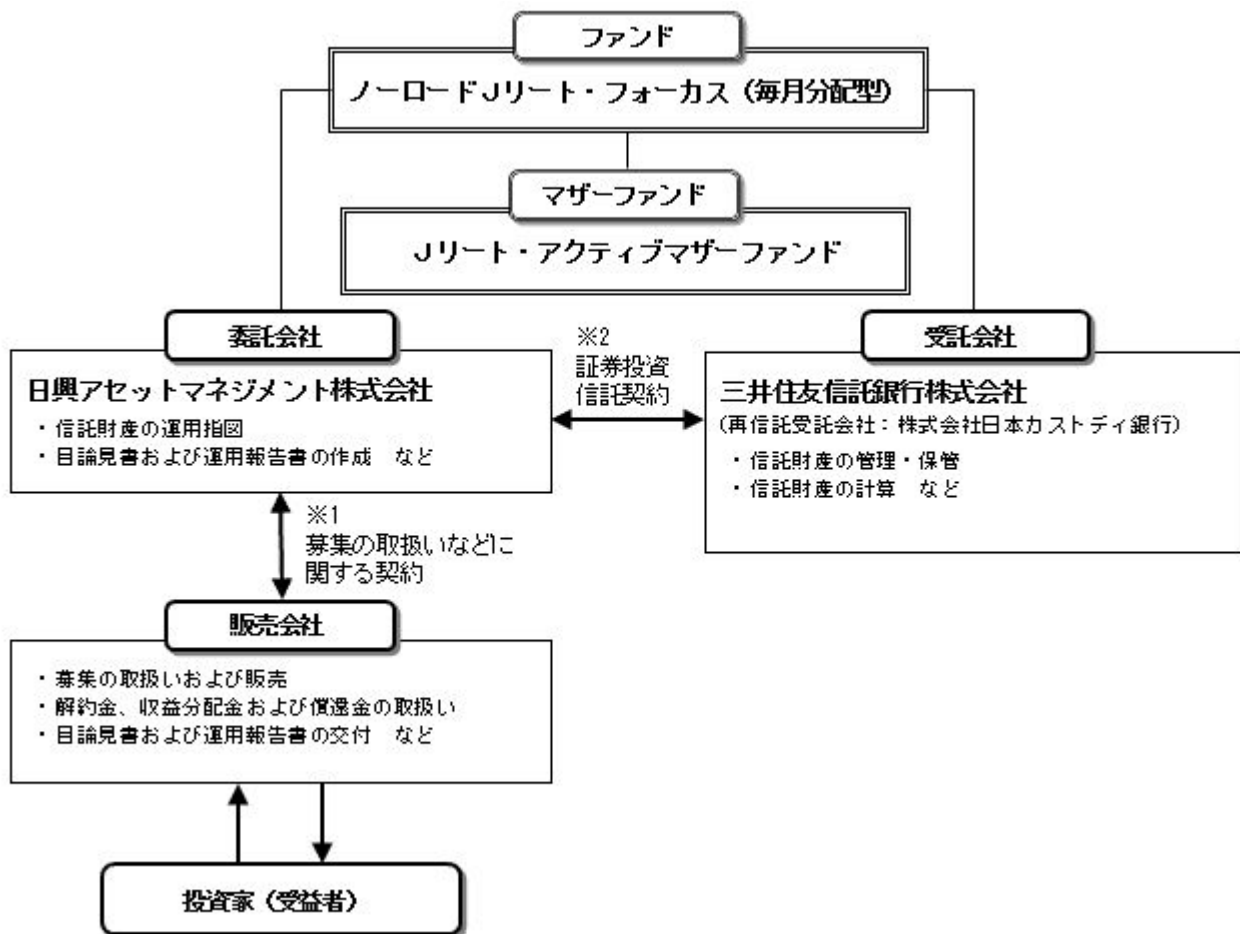 ファンド
ノーロードJリート・フォーカス（毎月分配型）
マザーファンド
Jリート・アクティブマザーファンド
委託会社
日興アセットマネジメント株式会社
・信託財産の運用指図
・目論見書および運用報告書の作成　など
※2
証券投資
信託契約
受託会社
三井住友信託銀行株式会社
（再信託受託会社：株式会社日本カストディ銀行）
・信託財産の管理・保管
・信託財産の計算　など
※1
募集の取扱いなどに
関する契約
販売会社
・募集の取扱いおよび販売
・解約金、収益分配金および償還金の取扱い
・目論見書および運用報告書の交付　など
投資家（受益者）